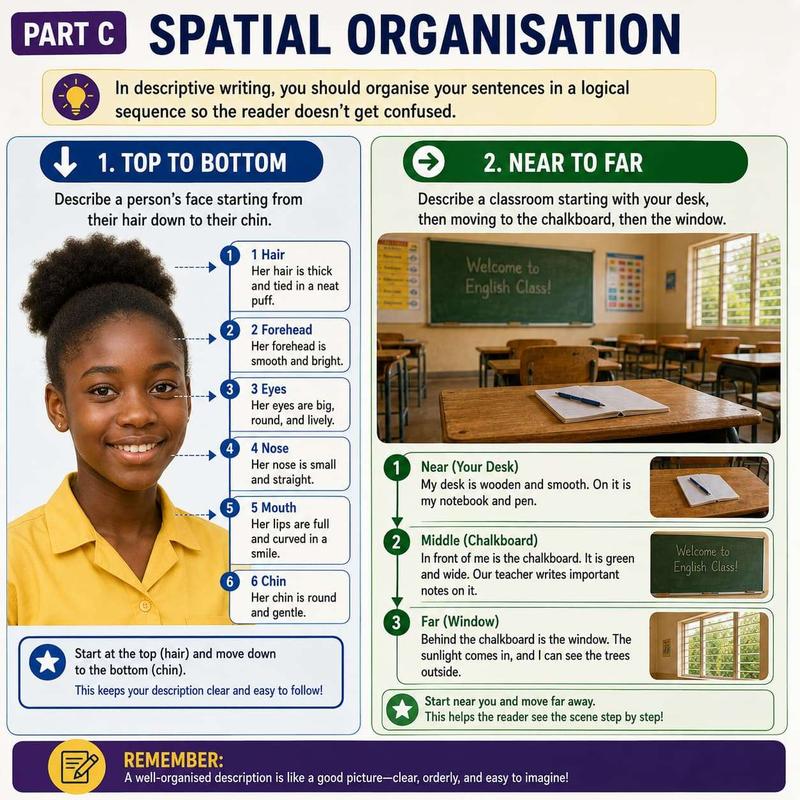 PART C
SPATIAL ORGANISATION
In descriptive writing, you should organise your sentences in a logical
sequence so the reader doesn't get confused.
1. TOP TO BOTTOM
Describe a person's face starting from
their hair down to their chin.
1
1 Hair
Her hair is thick
and tied in a neat
puff.
2
2 Forehead
Her forehead is
smooth and bright.
3
3 Eyes
Her eyes are big,
round, and lively.
4
4 Nose
Her nose is small
and straight.
5
5 Mouth
Her lips are full
and curved in a
smile.
6
6 Chin
Her chin is round
and gentle.
Start at the top (hair) and move down
to the bottom (chin).
This keeps your description clear and easy to follow!
2. NEAR TO FAR
Describe a classroom starting with your desk,
then moving to the chalkboard, then the window.
Welcome to
English Class!
1
Near (Your Desk)
My desk is wooden and smooth. On it is
my notebook and pen.
2
Middle (Chalkboard)
In front of me is the chalkboard. It is green
and wide. Our teacher writes important
notes on it.
Welcome to
English Class!
3
Far (Window)
Behind the chalkboard is the window. The
sunlight comes in, and I can see the trees
outside.
Start near you and move far away.
This helps the reader see the scene step by step!
REMEMBER:
A well-organised description is like a good picture—clear, orderly, and easy to imagine!